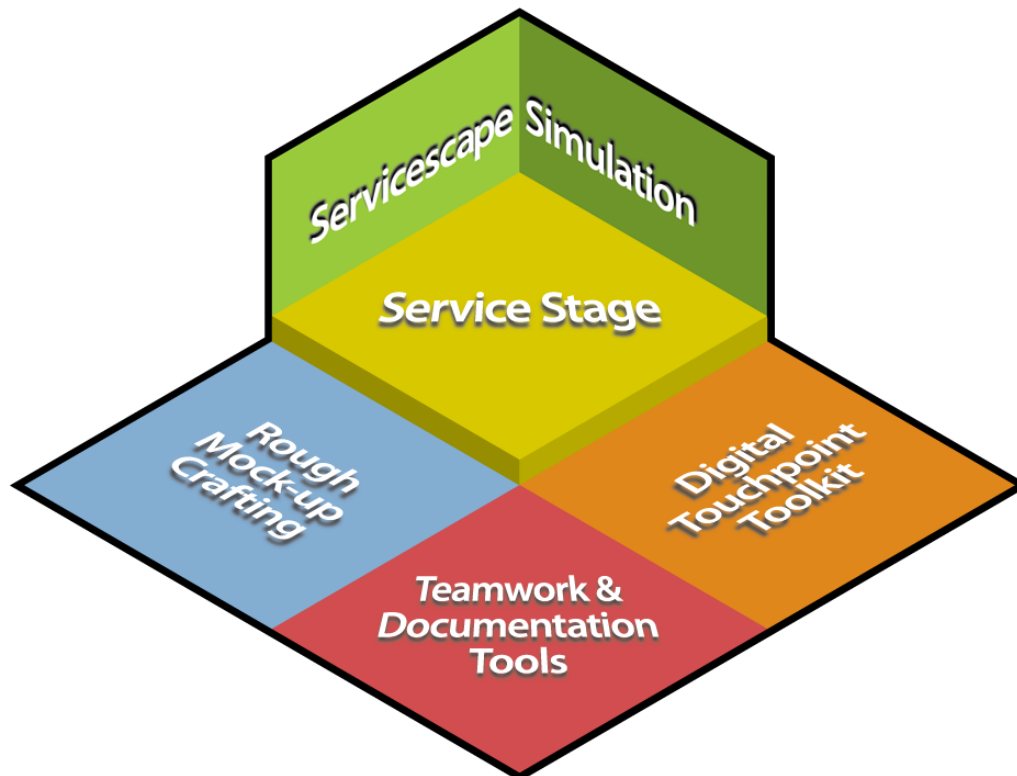 Servicescape
Simulation
Service Stage
Rough
Mock-up
Crafting
Digital
Touchpoint
Toolkit
Teamwork &
Documentation
Tools